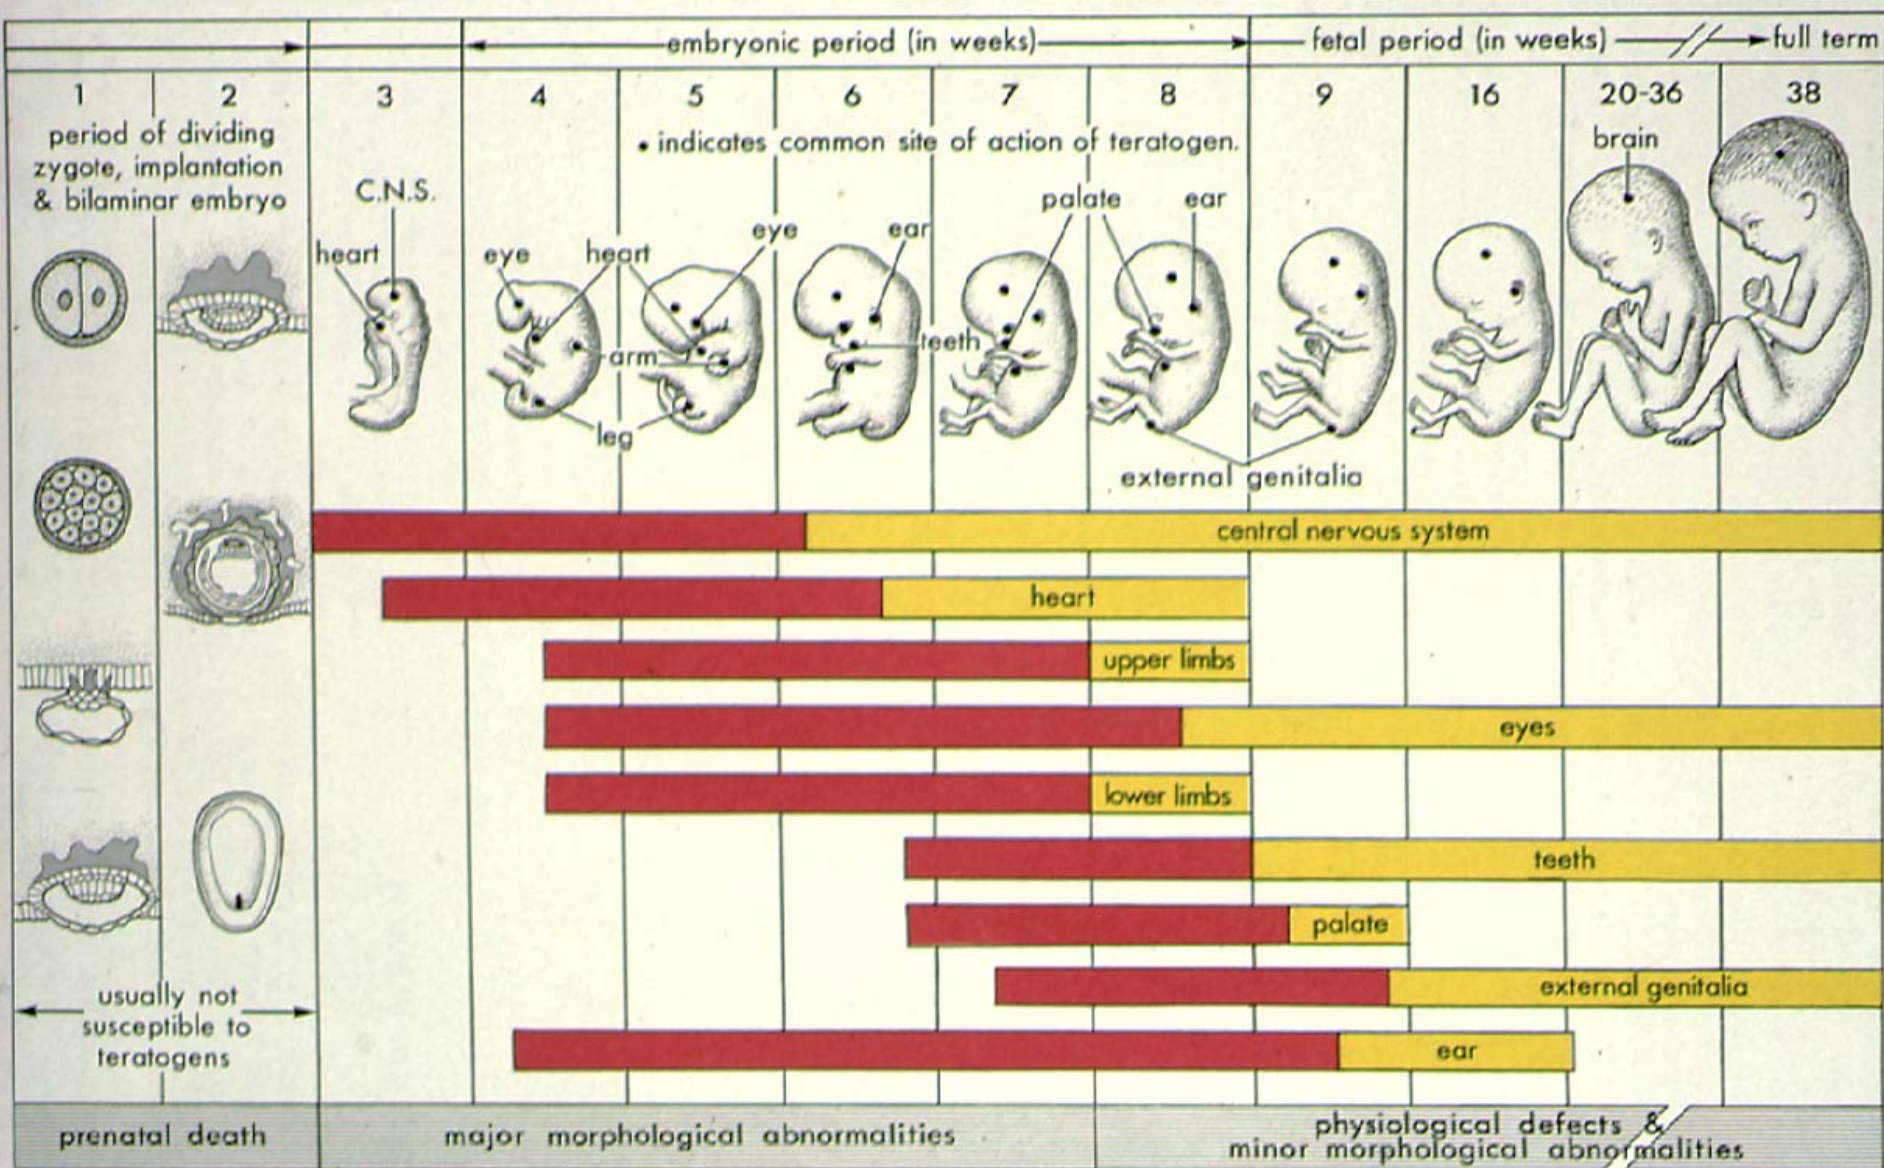 embryonic period (in weeks)
fetal period (in weeks)
full term
1
2
3
4
5
6
7
8
9
16
20-36
38
period of dividing
zygote, implantation
& bilaminar embryo
• indicates common site of action of teratogen.
C.N.S.
heart
eye
heart
eye
ear
palate
ear
brain
arm
teeth
leg
external genitalia
central nervous system
heart
upper limbs
eyes
lower limbs
teeth
palate
external genitalia
ear
usually not
susceptible to
teratogens
prenatal death
major morphological abnormalities
physiological defects &
minor morphological abnormalities